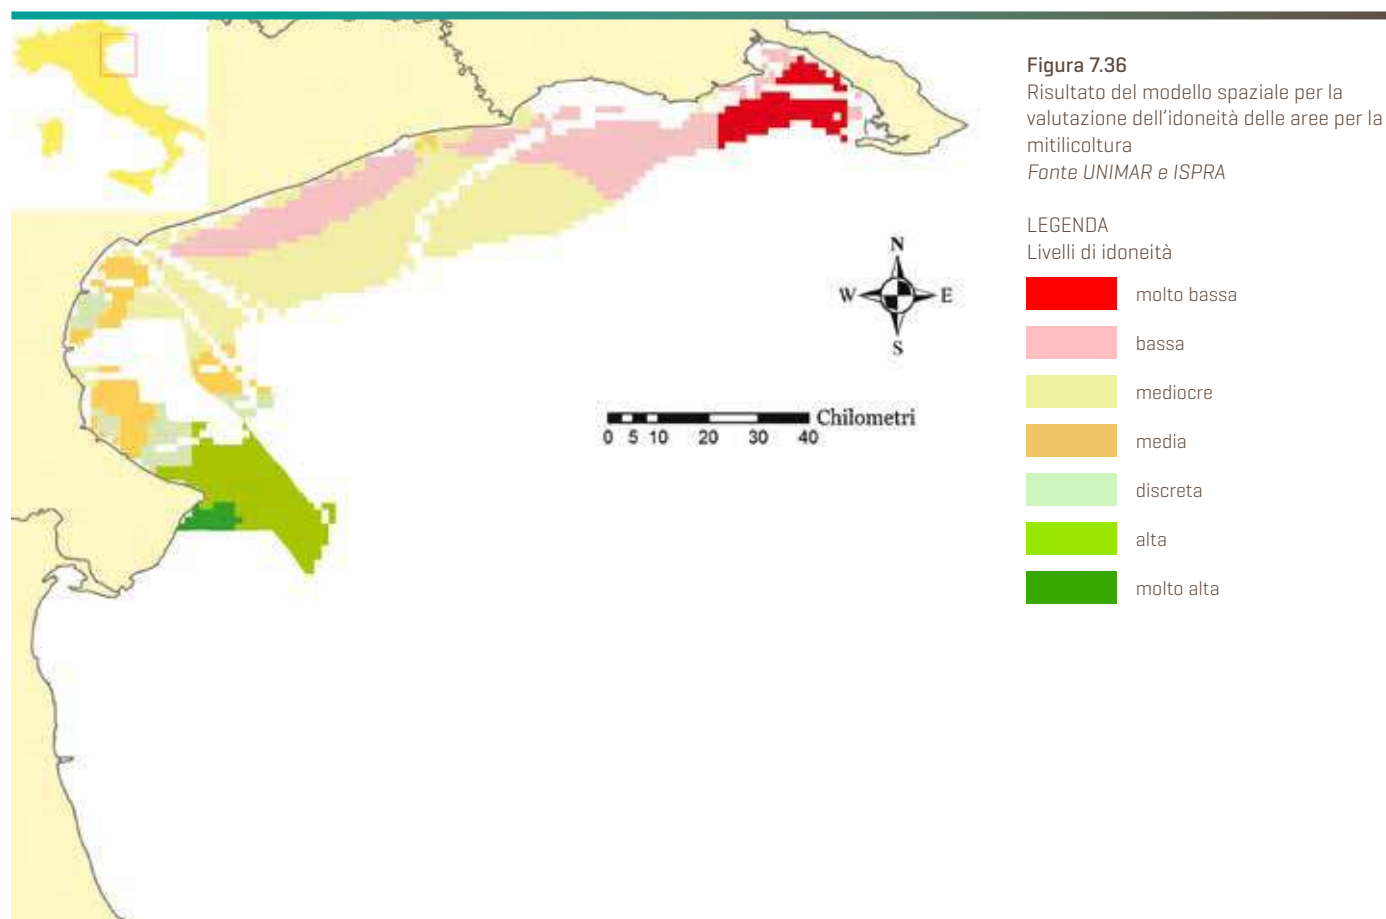 Figura 7.36
Risultato del modello spaziale per la
valutazione dell'idoneità delle aree per la
mitilicoltura
Fonte UNIMAR e ISPRA
LEGENDA
Livelli di idoneità
molto bassa
bassa
mediocre
media
discreta
alta
molto alta
N
W E
S
Chilometri
0 5 10 20 30 40